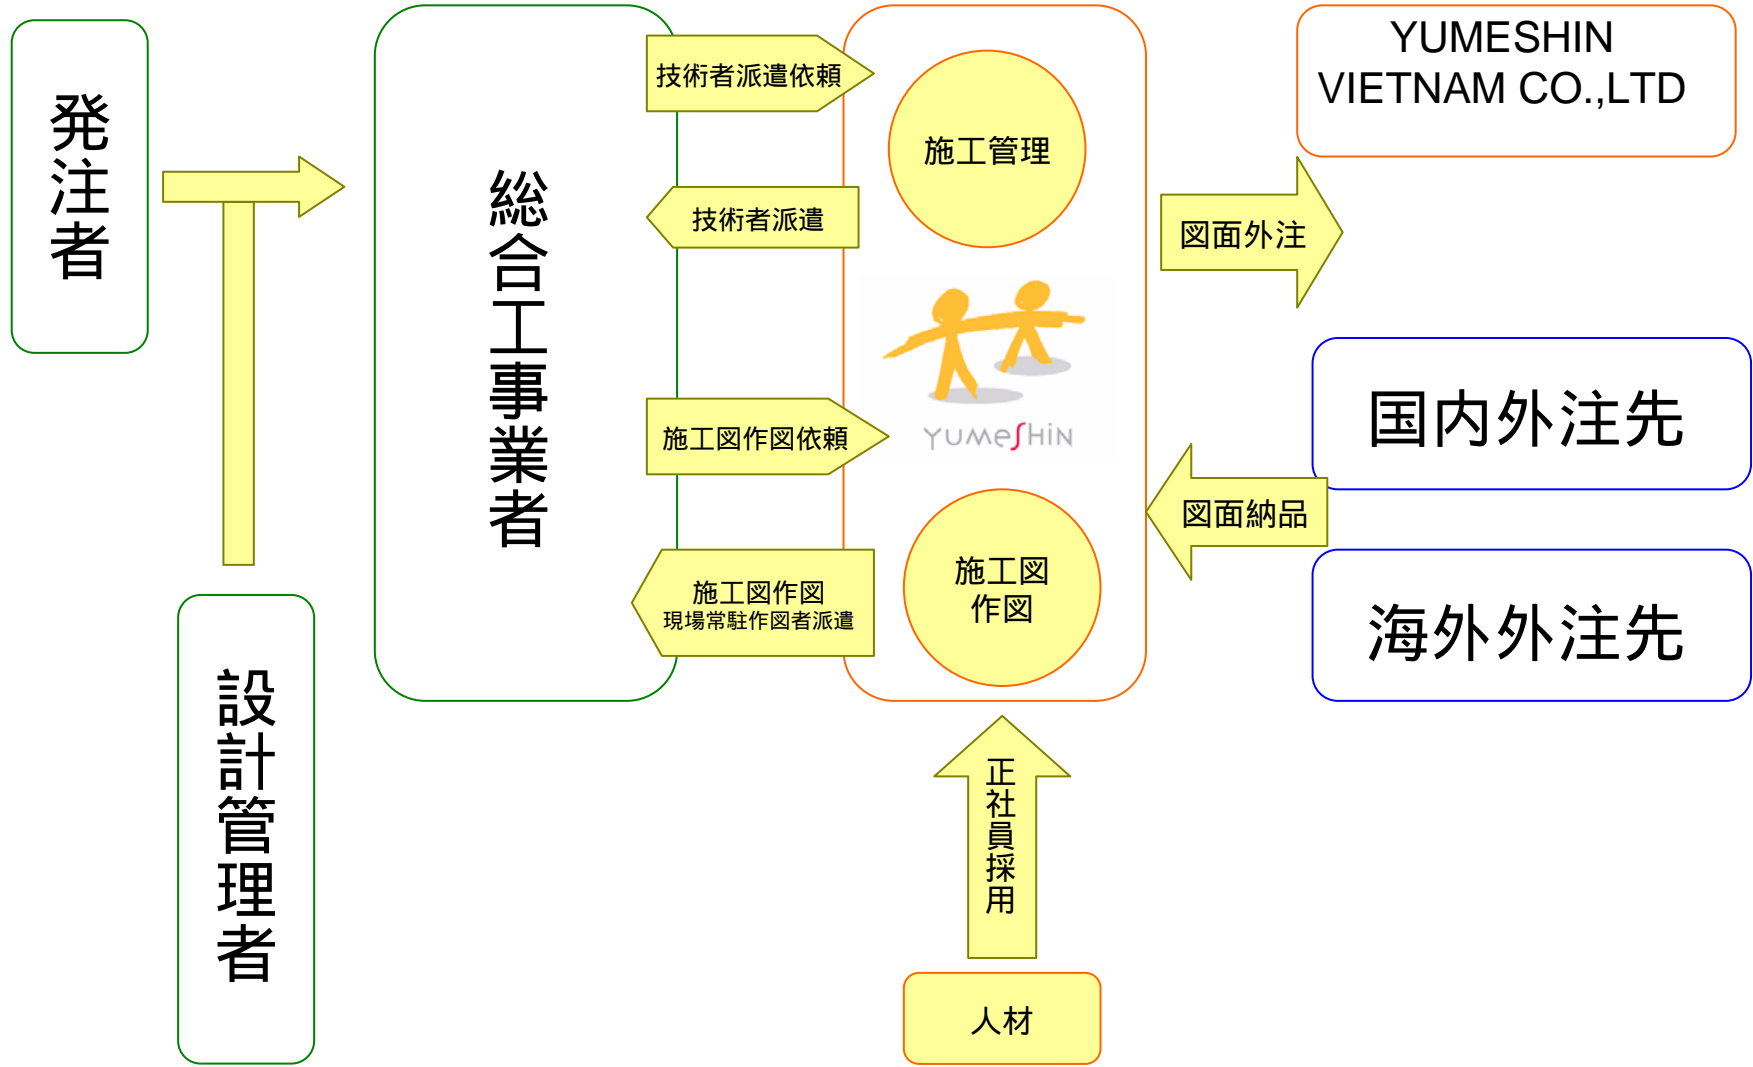 発注者
設計管理者
総合工事業者
技術者派遣依頼
技術者派遣
施工図作図依頼
施工図作図
現場常駐作図者派遣
施工管理
YUMESHIN
施工図
作図
正社員採用
人材
YUMESHIN
VIETNAM CO.,LTD
図面外注
国内外注先
図面納品
海外外注先